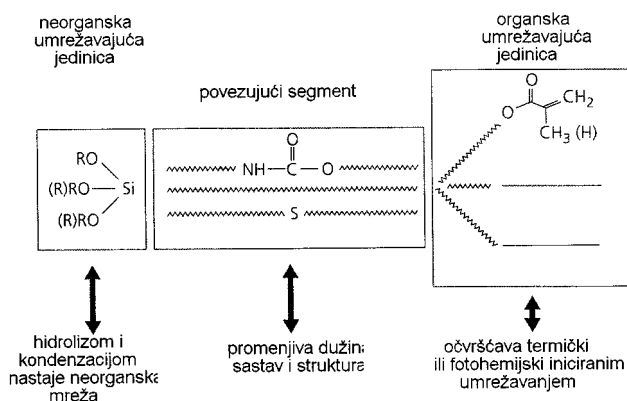 neorganska
umrežavajuća
jedinica
povezujući segment
organska
umrežavajuća
jedinica
RO
(R)RO
(R)RO
Si
O
NH
C
O
S
O
O
CH₂
CH₃ (H)
hidrolizom i
kondenzacijom
nastaje neorganska
mreža
promenjiva dužina
sastav i struktura
očvršćava termički
ili fotohemijski iniciranim
umrežavanjem